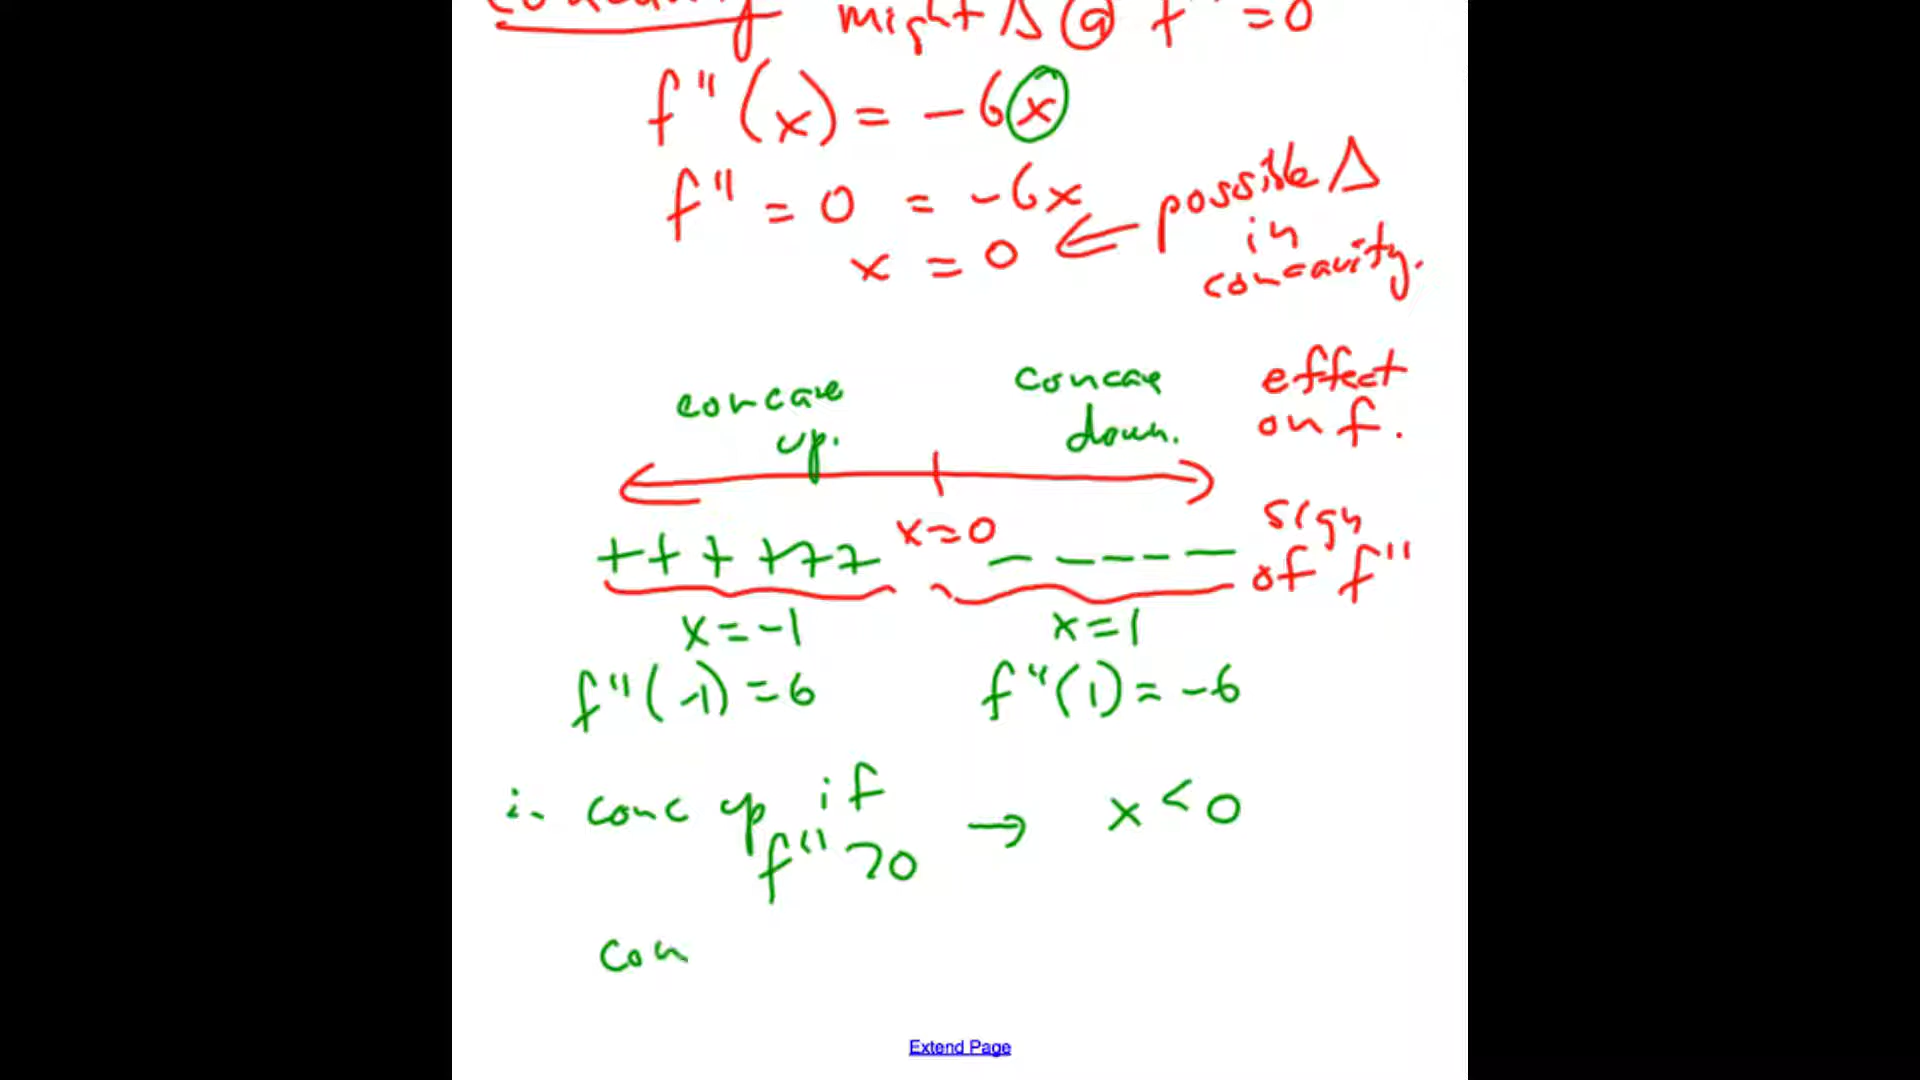 concavity might Δ @ f'' = 0
f''(x) = -6x
f'' = 0 = -6x
x = 0 ← possible Δ
in
concavity.
concave up.
concave down.
effect on f.
x=0
+ + + + + + − − − − −
sign of f''
x = -1
x = 1
f''(-1) = 6
f''(1) = -6
conc up if
f'' >0 → x < 0
con
Extend Page